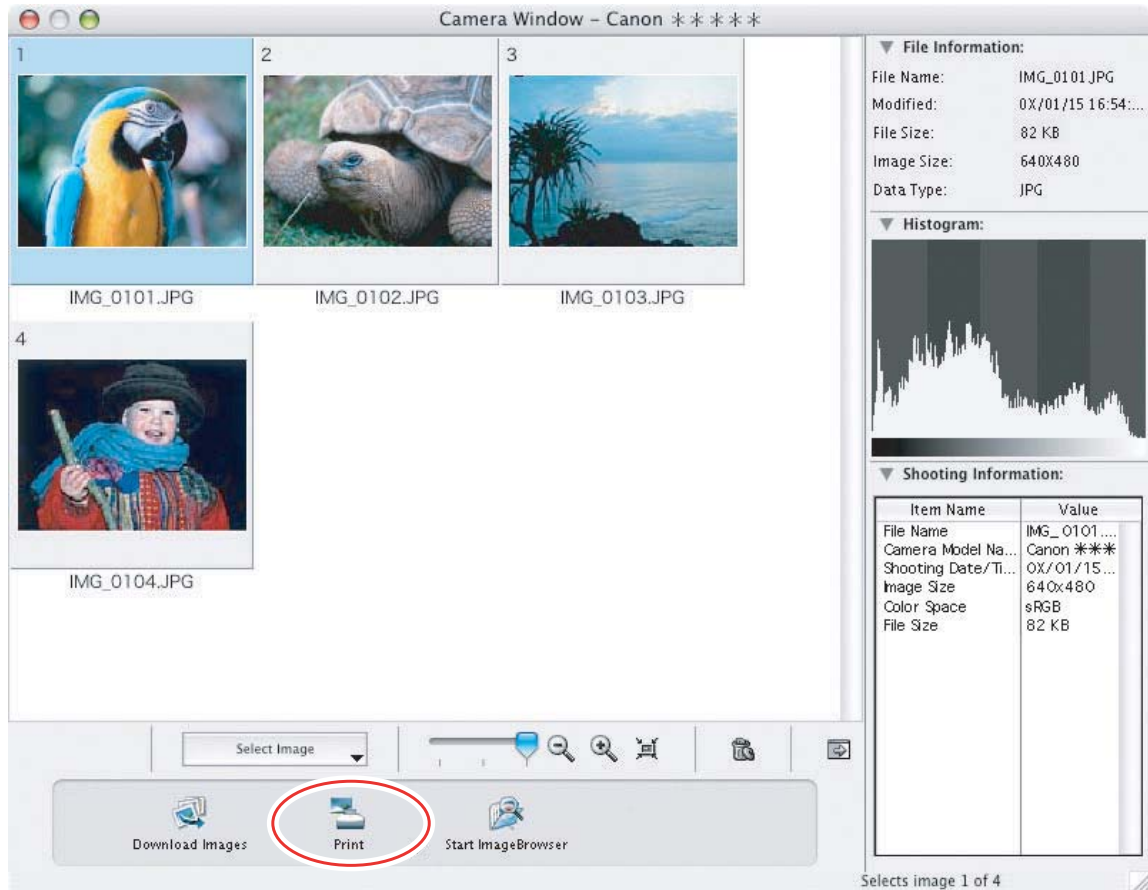 Camera Window – Canon ＊＊＊＊＊
1
2
3
IMG_0101.JPG
IMG_0102.JPG
IMG_0103.JPG
4
IMG_0104.JPG
Select Image
Download Images
Print
Start ImageBrowser
▼ File Information:
File Name: IMG_0101.JPG
Modified: 0X/01/15 16:54:...
File Size: 82 KB
Image Size: 640X480
Data Type: JPG
▼ Histogram:
▼ Shooting Information:
Item Name Value
File Name IMG_0101....
Camera Model Na... Canon ＊＊＊
Shooting Date/Ti... 0X/01/15...
Image Size 640x480
Color Space sRGB
File Size 82 KB
Selects image 1 of 4